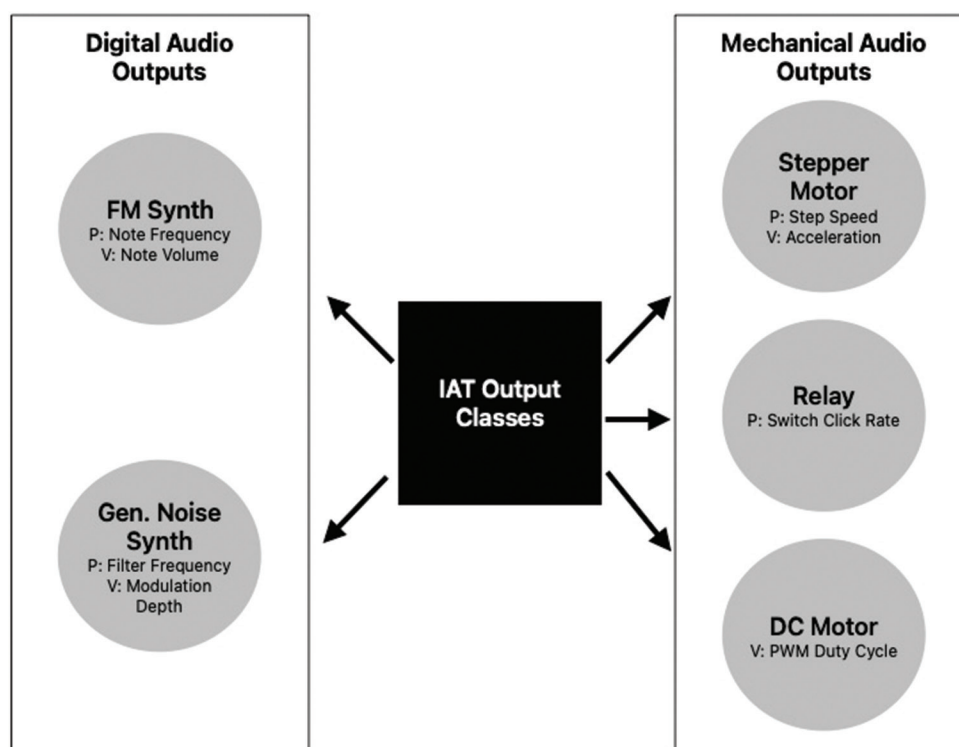 Digital Audio
Outputs
FM Synth
P: Note Frequency
V: Note Volume
Gen. Noise
Synth
P: Filter Frequency
V: Modulation
Depth
IAT Output
Classes
Mechanical Audio
Outputs
Stepper
Motor
P: Step Speed
V: Acceleration
Relay
P: Switch Click Rate
DC Motor
V: PWM Duty Cycle